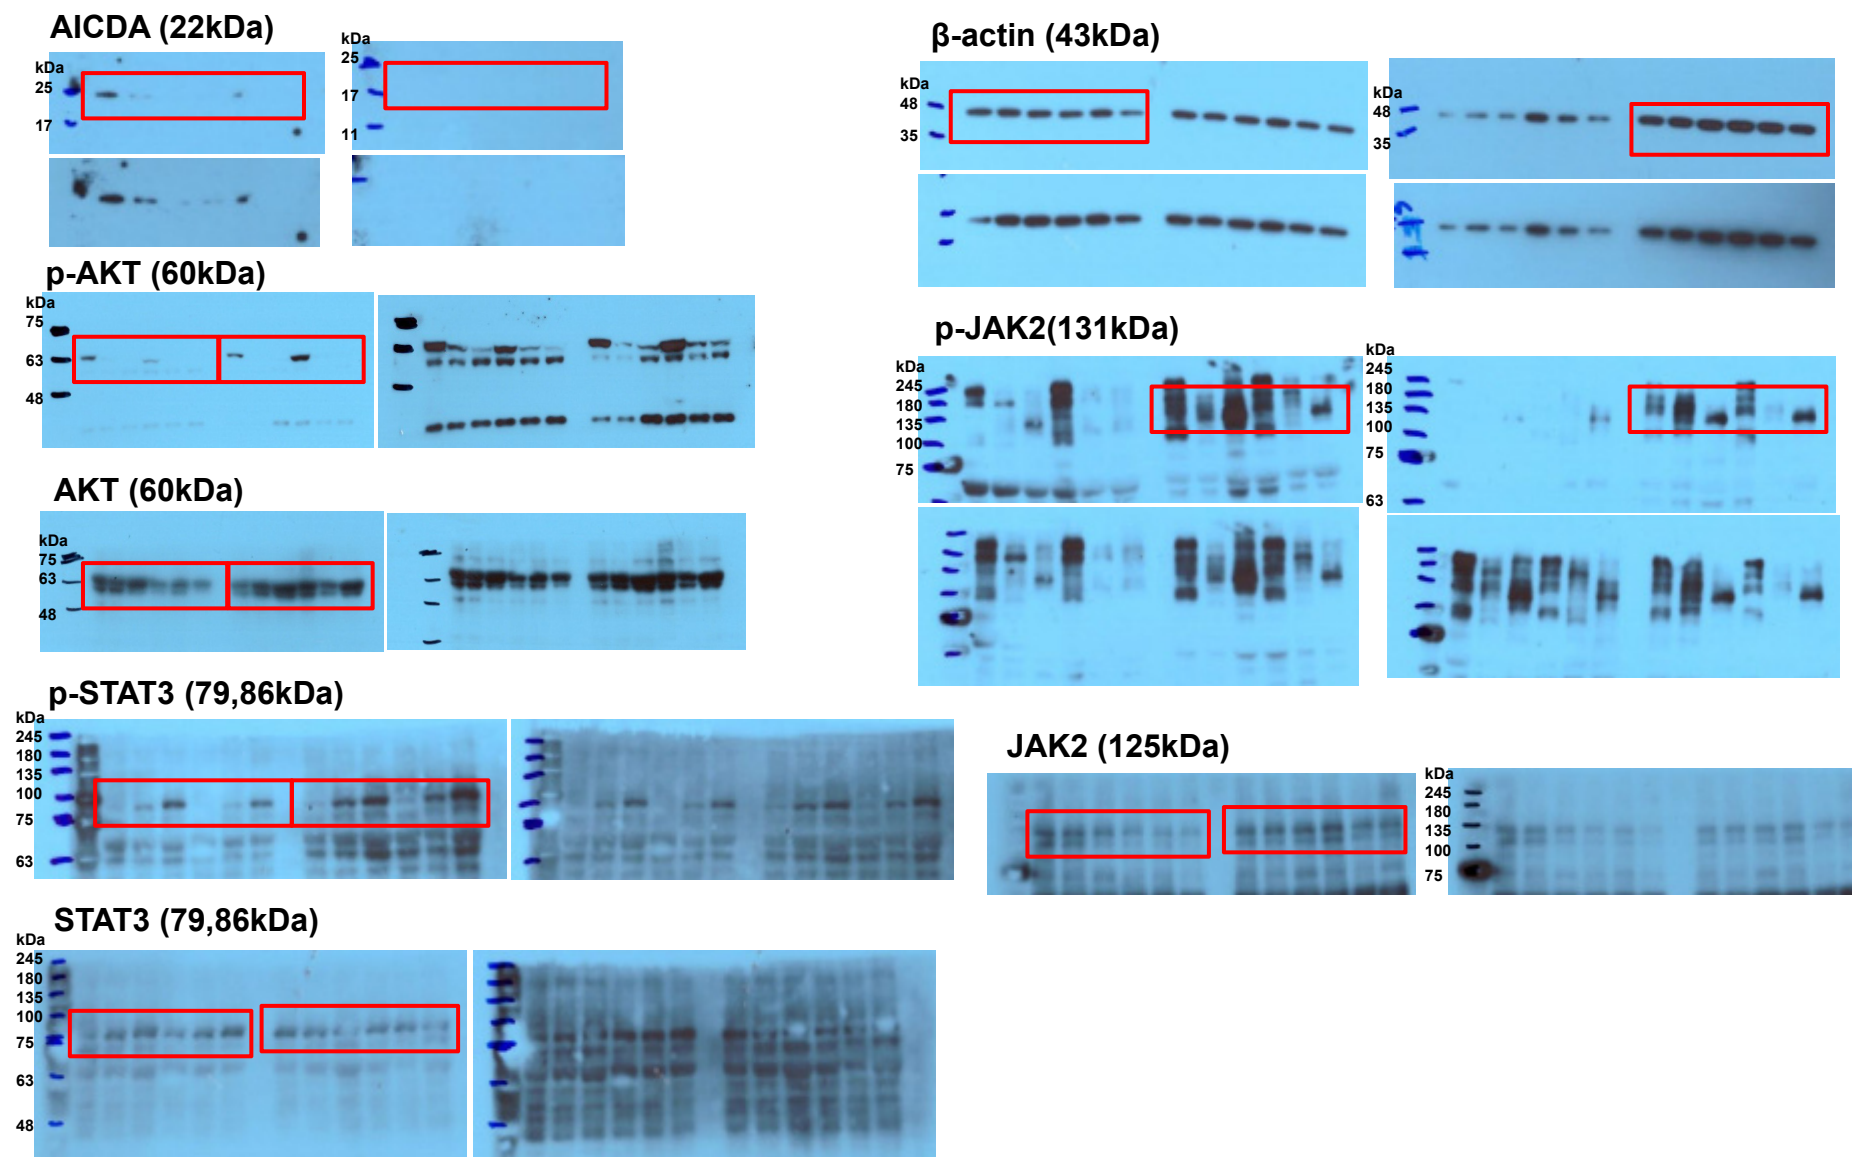 AICDA (22kDa)
kDa
25
17
kDa
25
17
11
p-AKT (60kDa)
kDa
75
63
48
AKT (60kDa)
kDa
75
63
48
p-STAT3 (79,86kDa)
kDa
245
180
135
100
75
63
STAT3 (79,86kDa)
kDa
245
180
135
100
75
63
48
β-actin (43kDa)
kDa
48
35
kDa
48
35
p-JAK2(131kDa)
kDa
245
180
135
100
75
kDa
245
180
135
100
75
63
JAK2 (125kDa)
kDa
245
180
135
100
75